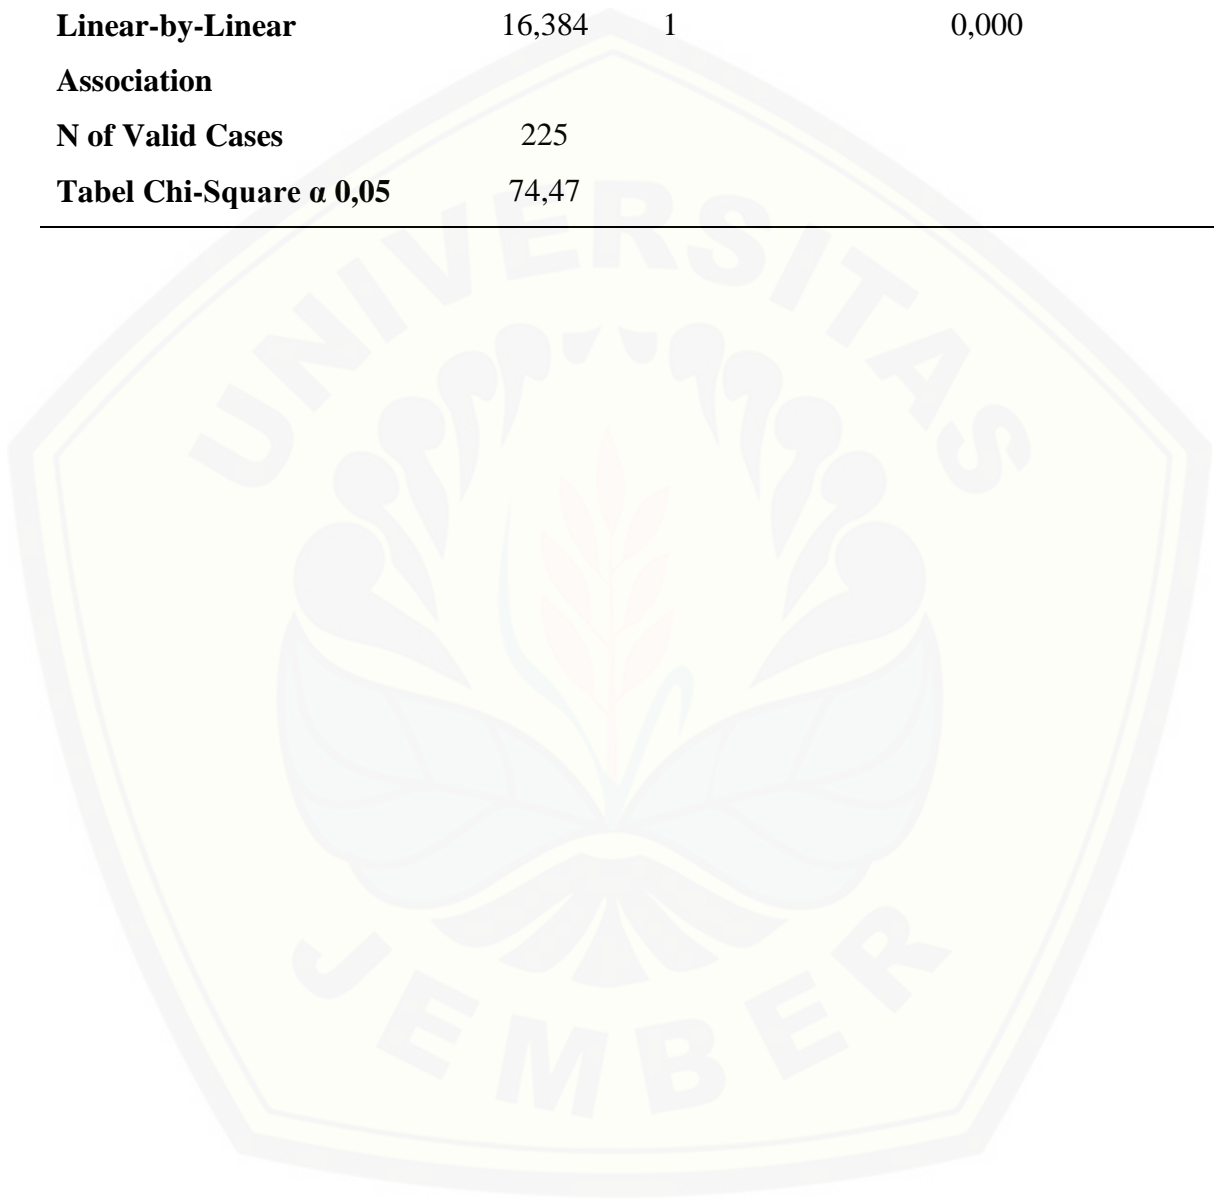 Linear-by-Linear 16,384 1 0,000
Association
N of Valid Cases 225
Tabel Chi-Square α 0,05 74,47
UNIVERSITAS
JEMBER